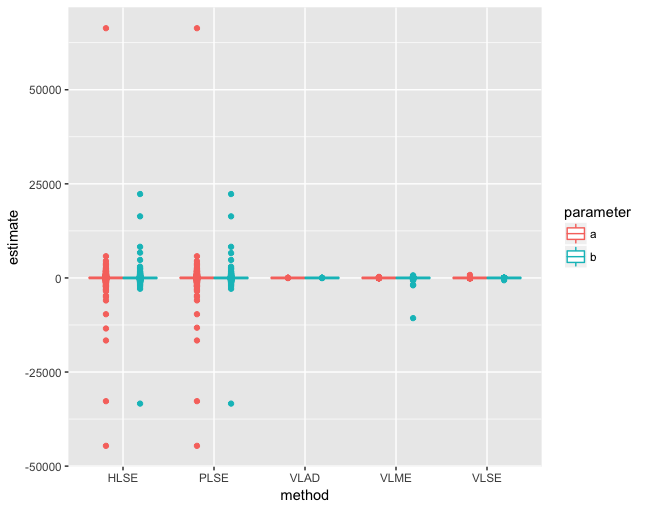 50000
25000
0
-25000
-50000
estimate
HLSE PLSE VLAD VLME VLSE
method
parameter
a
b